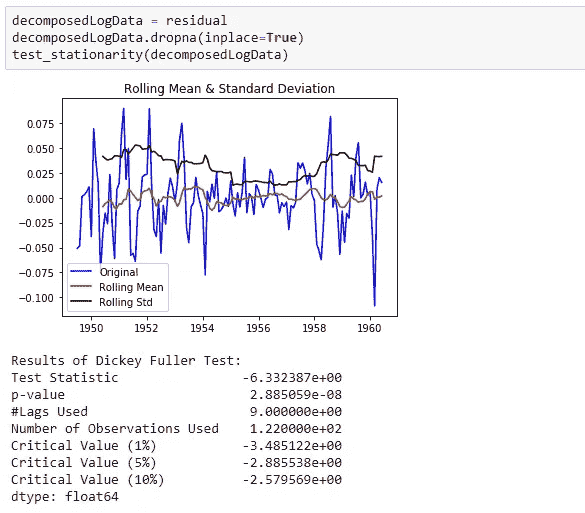 decomposedLogData = residual
decomposedLogData.dropna(inplace=True)
test_stationarity(decomposedLogData)
Rolling Mean & Standard Deviation
0.075
0.050
0.025
0.000
−0.025
−0.050
−0.075
−0.100
Original
Rolling Mean
Rolling Std
1950 1952 1954 1956 1958 1960
Results of Dickey Fuller Test:
Test Statistic -6.332387e+00
p-value 2.885059e-08
#Lags Used 9.000000e+00
Number of Observations Used 1.220000e+02
Critical Value (1%) -3.485122e+00
Critical Value (5%) -2.885538e+00
Critical Value (10%) -2.579569e+00
dtype: float64